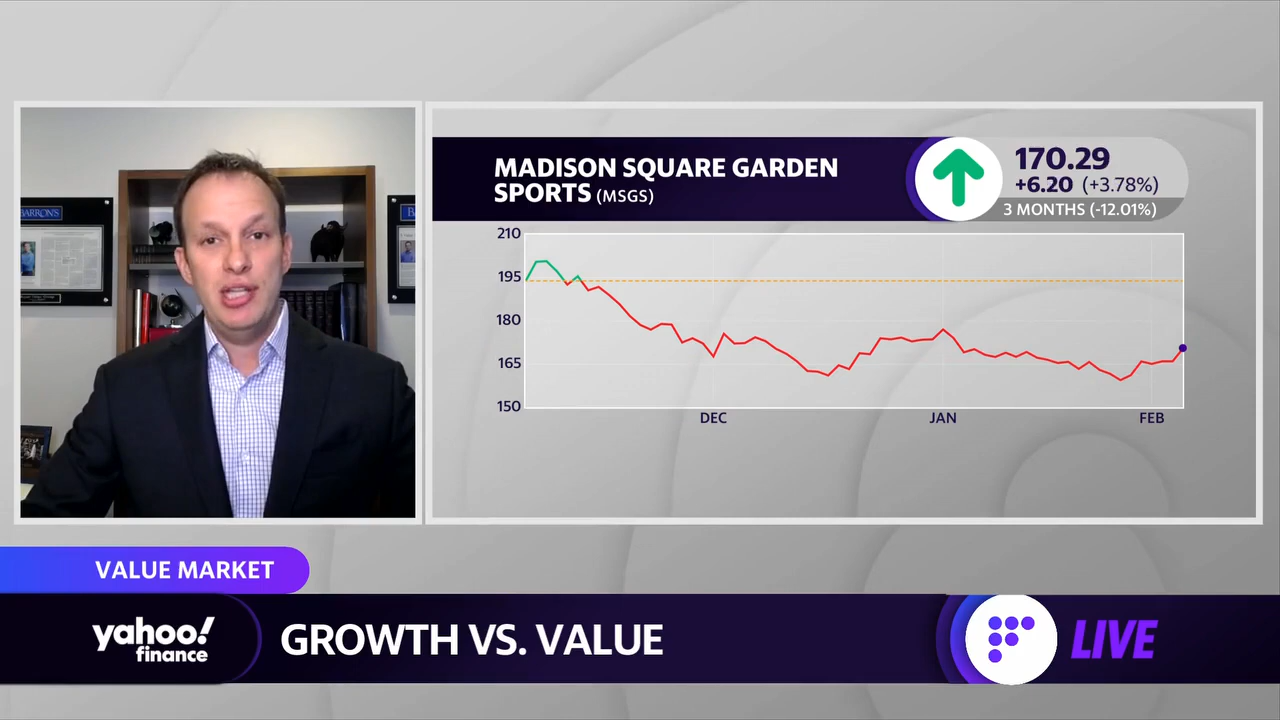 BARRON'S
MADISON SQUARE GARDEN
SPORTS (MSGS)
170.29
+6.20 (+3.78%)
3 MONTHS (-12.01%)
210
195
180
165
150
DEC
JAN
FEB
VALUE MARKET
yahoo!
finance
GROWTH VS. VALUE
LIVE